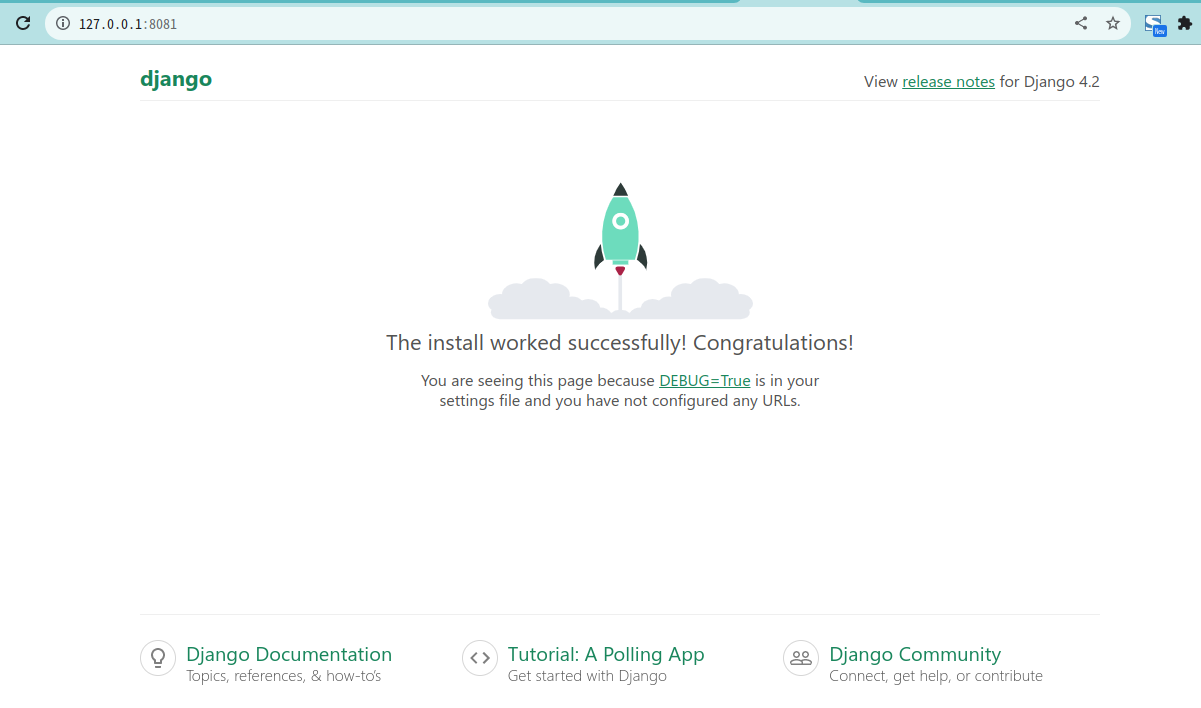 127.0.0.1:8081
New
django
View release notes for Django 4.2
The install worked successfully! Congratulations!
You are seeing this page because DEBUG=True is in your
settings file and you have not configured any URLs.
Django Documentation
Topics, references, & how-to's
Tutorial: A Polling App
Get started with Django
Django Community
Connect, get help, or contribute